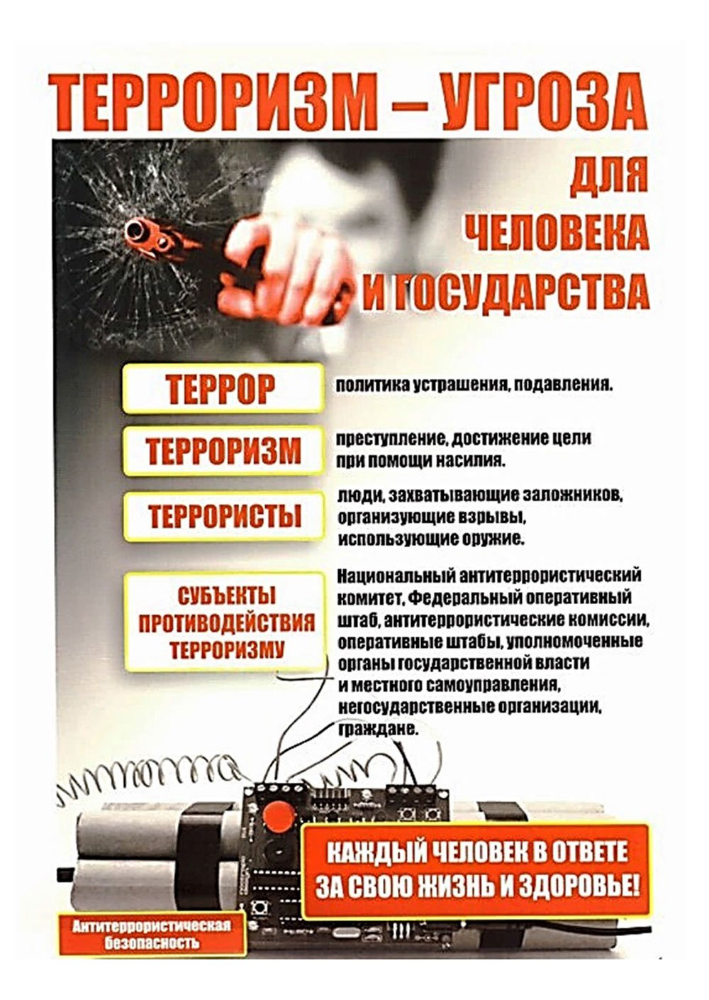 ТЕРРОРИЗМ – УГРОЗА
ДЛЯ
ЧЕЛОВЕКА
И ГОСУДАРСТВА
ТЕРРОР
политика устрашения, подавления.
ТЕРРОРИЗМ
преступление, достижение цели
при помощи насилия.
ТЕРРОРИСТЫ
люди, захватывающие заложников,
организующие взрывы,
использующие оружие.
СУБЪЕКТЫ
ПРОТИВОДЕЙСТВИЯ
ТЕРРОРИЗМУ
Национальный антитеррористический
комитет, Федеральный оперативный
штаб, антитеррористические комиссии,
оперативные штабы, уполномоченные
органы государственной власти
и местного самоуправления,
негосударственные организации,
граждане.
КАЖДЫЙ ЧЕЛОВЕК В ОТВЕТЕ
ЗА СВОЮ ЖИЗНЬ И ЗДОРОВЬЕ!
Антитеррористическая
безопасность